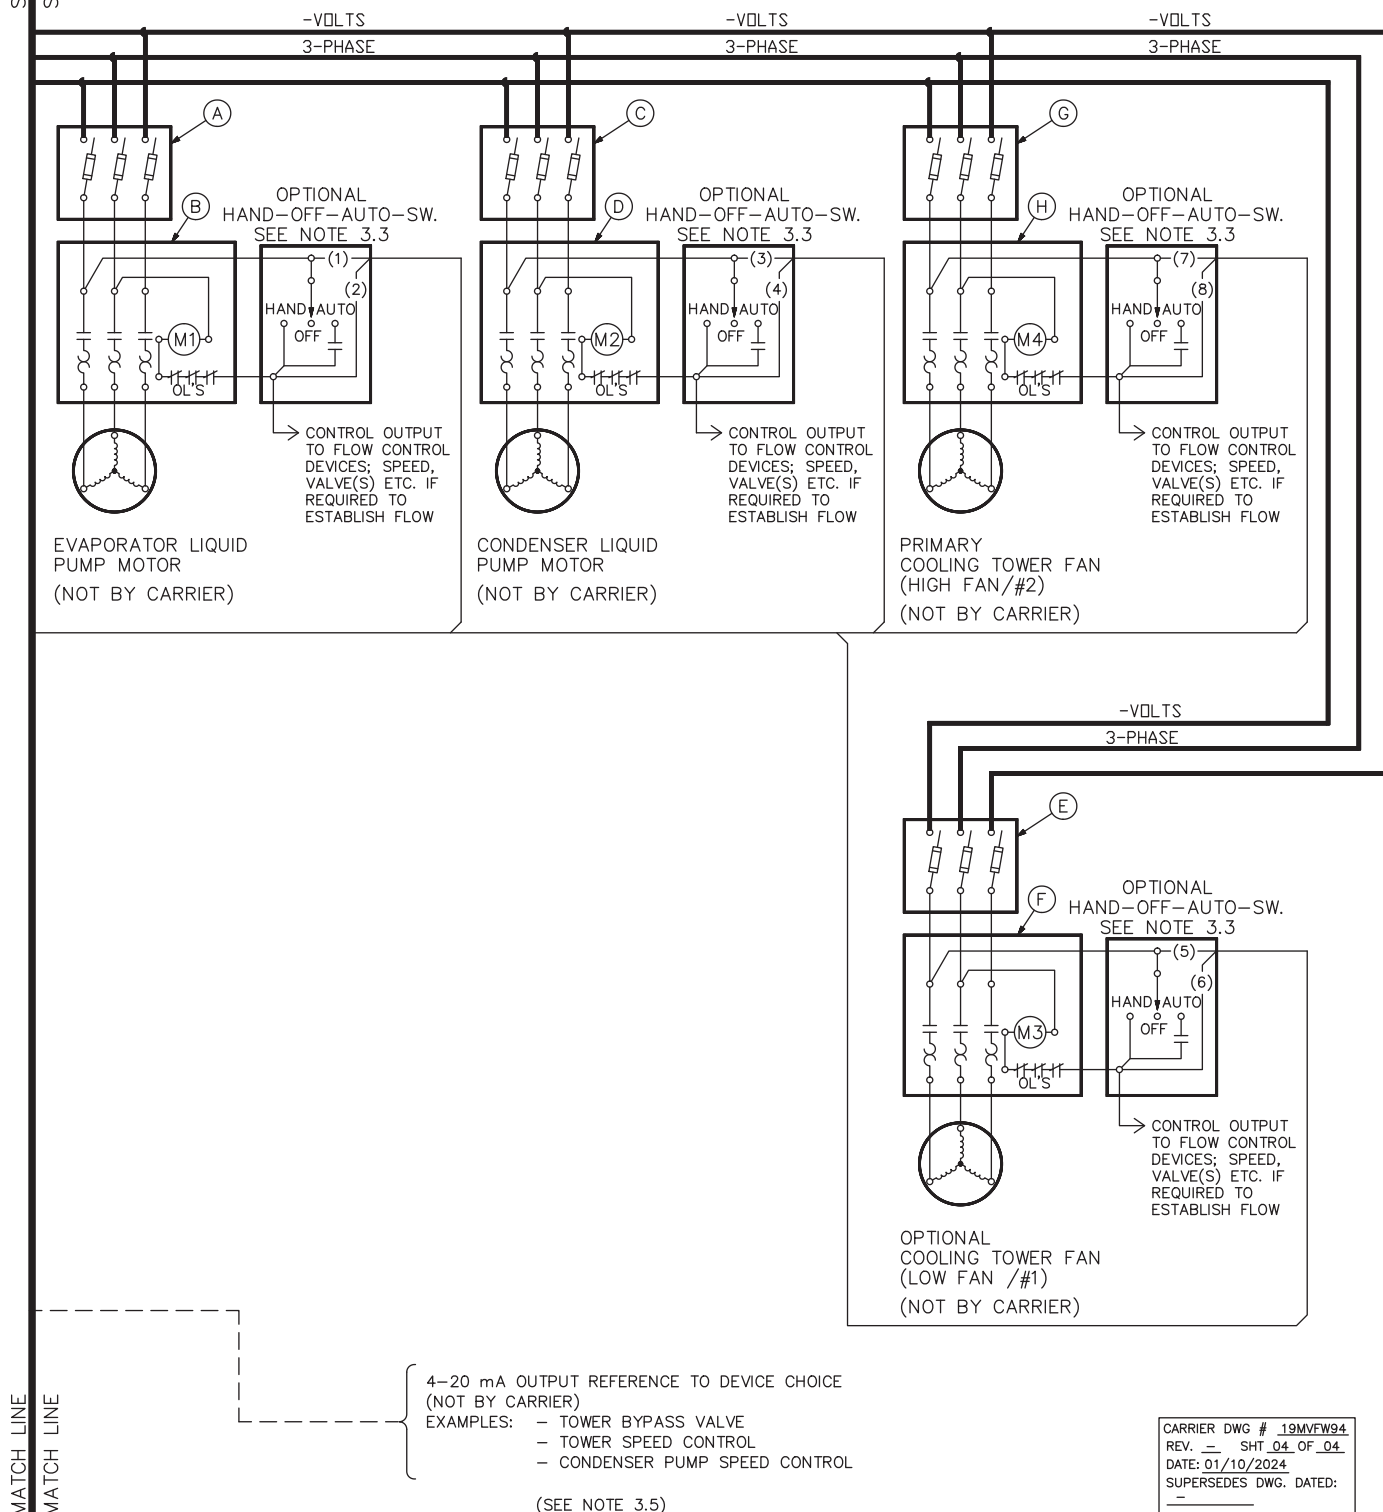 -VOLTS
3-PHASE
-VOLTS
3-PHASE
-VOLTS
3-PHASE
A
B
OPTIONAL
HAND-OFF-AUTO-SW.
SEE NOTE 3.3
(1)
(2)
HAND AUTO
OFF
M1
OL'S
CONTROL OUTPUT
TO FLOW CONTROL
DEVICES; SPEED,
VALVE(S) ETC. IF
REQUIRED TO
ESTABLISH FLOW
EVAPORATOR LIQUID
PUMP MOTOR
(NOT BY CARRIER)
C
D
OPTIONAL
HAND-OFF-AUTO-SW.
SEE NOTE 3.3
(3)
(4)
HAND AUTO
OFF
M2
OL'S
CONTROL OUTPUT
TO FLOW CONTROL
DEVICES; SPEED,
VALVE(S) ETC. IF
REQUIRED TO
ESTABLISH FLOW
CONDENSER LIQUID
PUMP MOTOR
(NOT BY CARRIER)
G
H
OPTIONAL
HAND-OFF-AUTO-SW.
SEE NOTE 3.3
(7)
(8)
HAND AUTO
OFF
M4
OL'S
CONTROL OUTPUT
TO FLOW CONTROL
DEVICES; SPEED,
VALVE(S) ETC. IF
REQUIRED TO
ESTABLISH FLOW
PRIMARY
COOLING TOWER FAN
(HIGH FAN/#2)
(NOT BY CARRIER)
-VOLTS
3-PHASE
E
F
OPTIONAL
HAND-OFF-AUTO-SW.
SEE NOTE 3.3
(5)
(6)
HAND AUTO
OFF
M3
OL'S
CONTROL OUTPUT
TO FLOW CONTROL
DEVICES; SPEED,
VALVE(S) ETC. IF
REQUIRED TO
ESTABLISH FLOW
OPTIONAL
COOLING TOWER FAN
(LOW FAN /#1)
(NOT BY CARRIER)
4-20 mA OUTPUT REFERENCE TO DEVICE CHOICE
(NOT BY CARRIER)
EXAMPLES: - TOWER BYPASS VALVE
- TOWER SPEED CONTROL
- CONDENSER PUMP SPEED CONTROL
(SEE NOTE 3.5)
MATCH LINE
MATCH LINE
CARRIER DWG # 19MVFW94
REV. - SHT 04 OF 04
DATE: 01/10/2024
SUPERSEDES DWG. DATED:
-